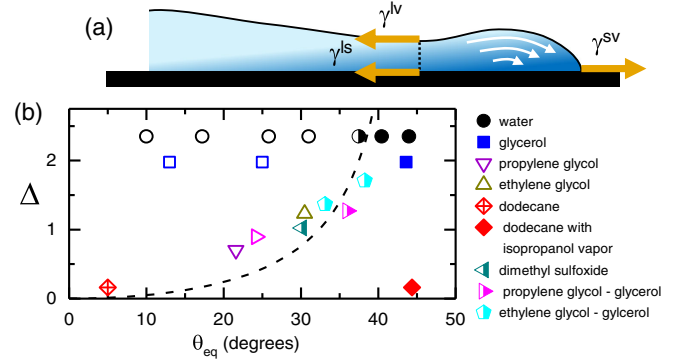 (a)
γˡᵛ
γˡˢ
γˢᵛ
(b)
Δ
2
1
0
0 10 20 30 40 50
θeq (degrees)
water
glycerol
propylene glycol
ethylene glycol
dodecane
dodecane with
isopropanol vapor
dimethyl sulfoxide
propylene glycol - glycerol
ethylene glycol - gylcerol